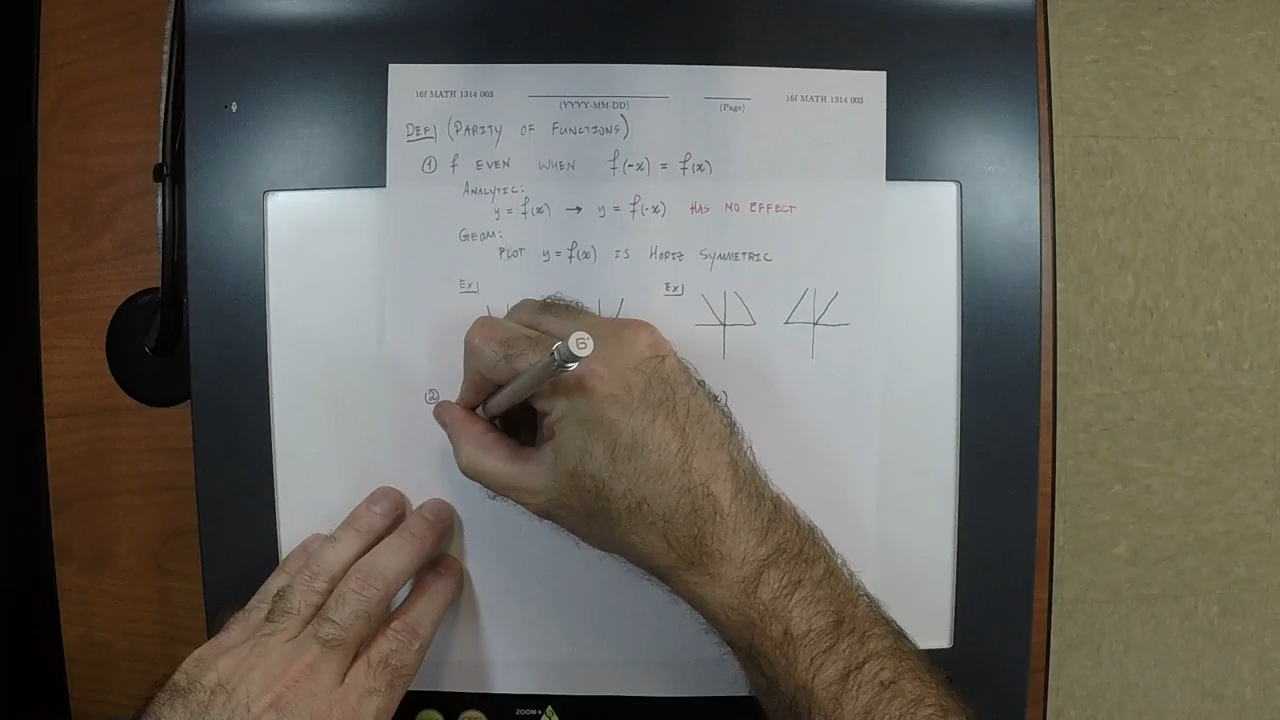 16f MATH 1314 003 (YYYY-MM-DD) (Page) 16f MATH 1314 003
DEF (PARITY OF FUNCTIONS)
① f EVEN WHEN f(-x) = f(x)
ANALYTIC:
y = f(x) → y = f(-x) HAS NO EFFECT
GEOM:
PLOT y = f(x) IS HORIZ SYMMETRIC
EX EX
②
ZOOM+